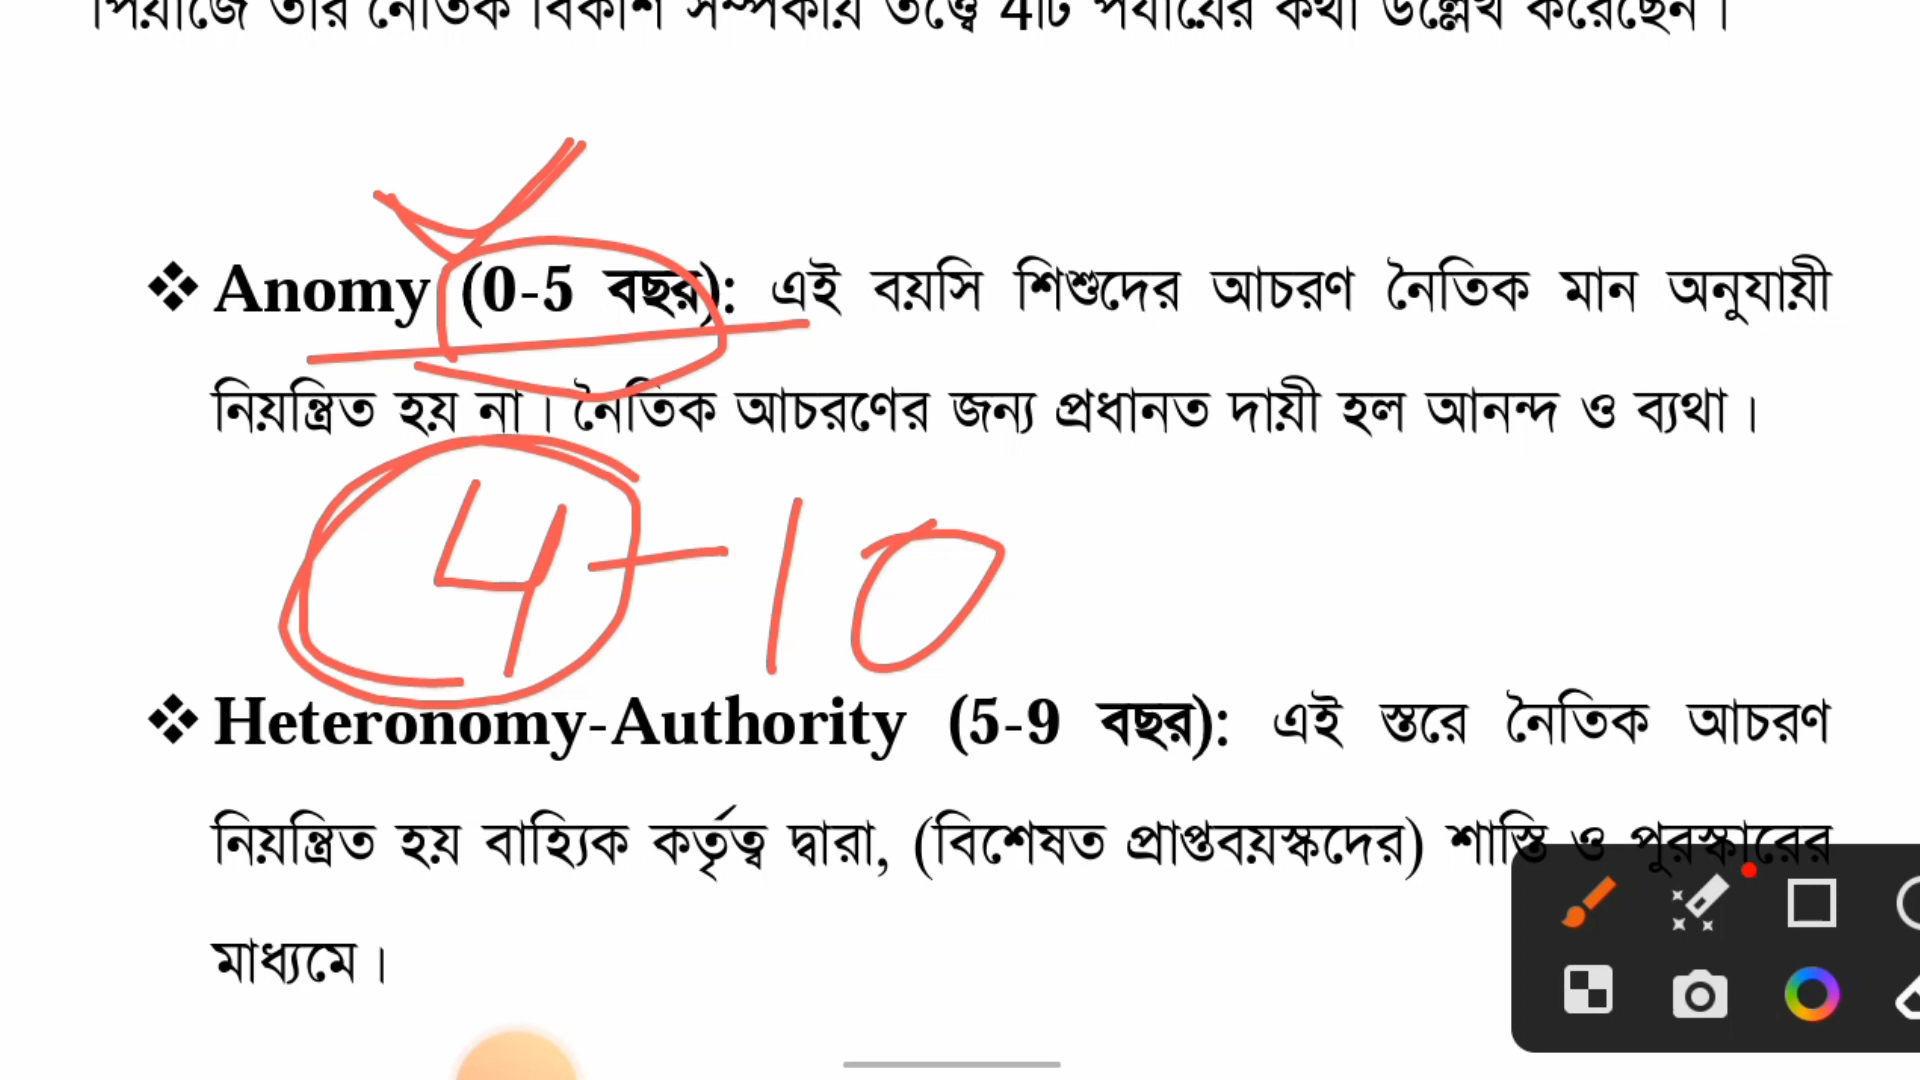 পিয়াজে তাঁর নৈতিক বিকাশ সম্পর্কীয় তত্ত্বে 4টি পর্যায়ের কথা উল্লেখ করেছেন।
❖ Anomy (0-5 বছর): এই বয়সি শিশুদের আচরণ নৈতিক মান অনুযায়ী
নিয়ন্ত্রিত হয় না। নৈতিক আচরণের জন্য প্রধানত দায়ী হল আনন্দ ও ব্যথা।
4-10
❖ Heteronomy-Authority (5-9 বছর): এই স্তরে নৈতিক আচরণ
নিয়ন্ত্রিত হয় বাহ্যিক কর্তৃত্ব দ্বারা, (বিশেষত প্রাপ্তবয়স্কদের) শাস্তি ও পুরস্কারের
মাধ্যমে।